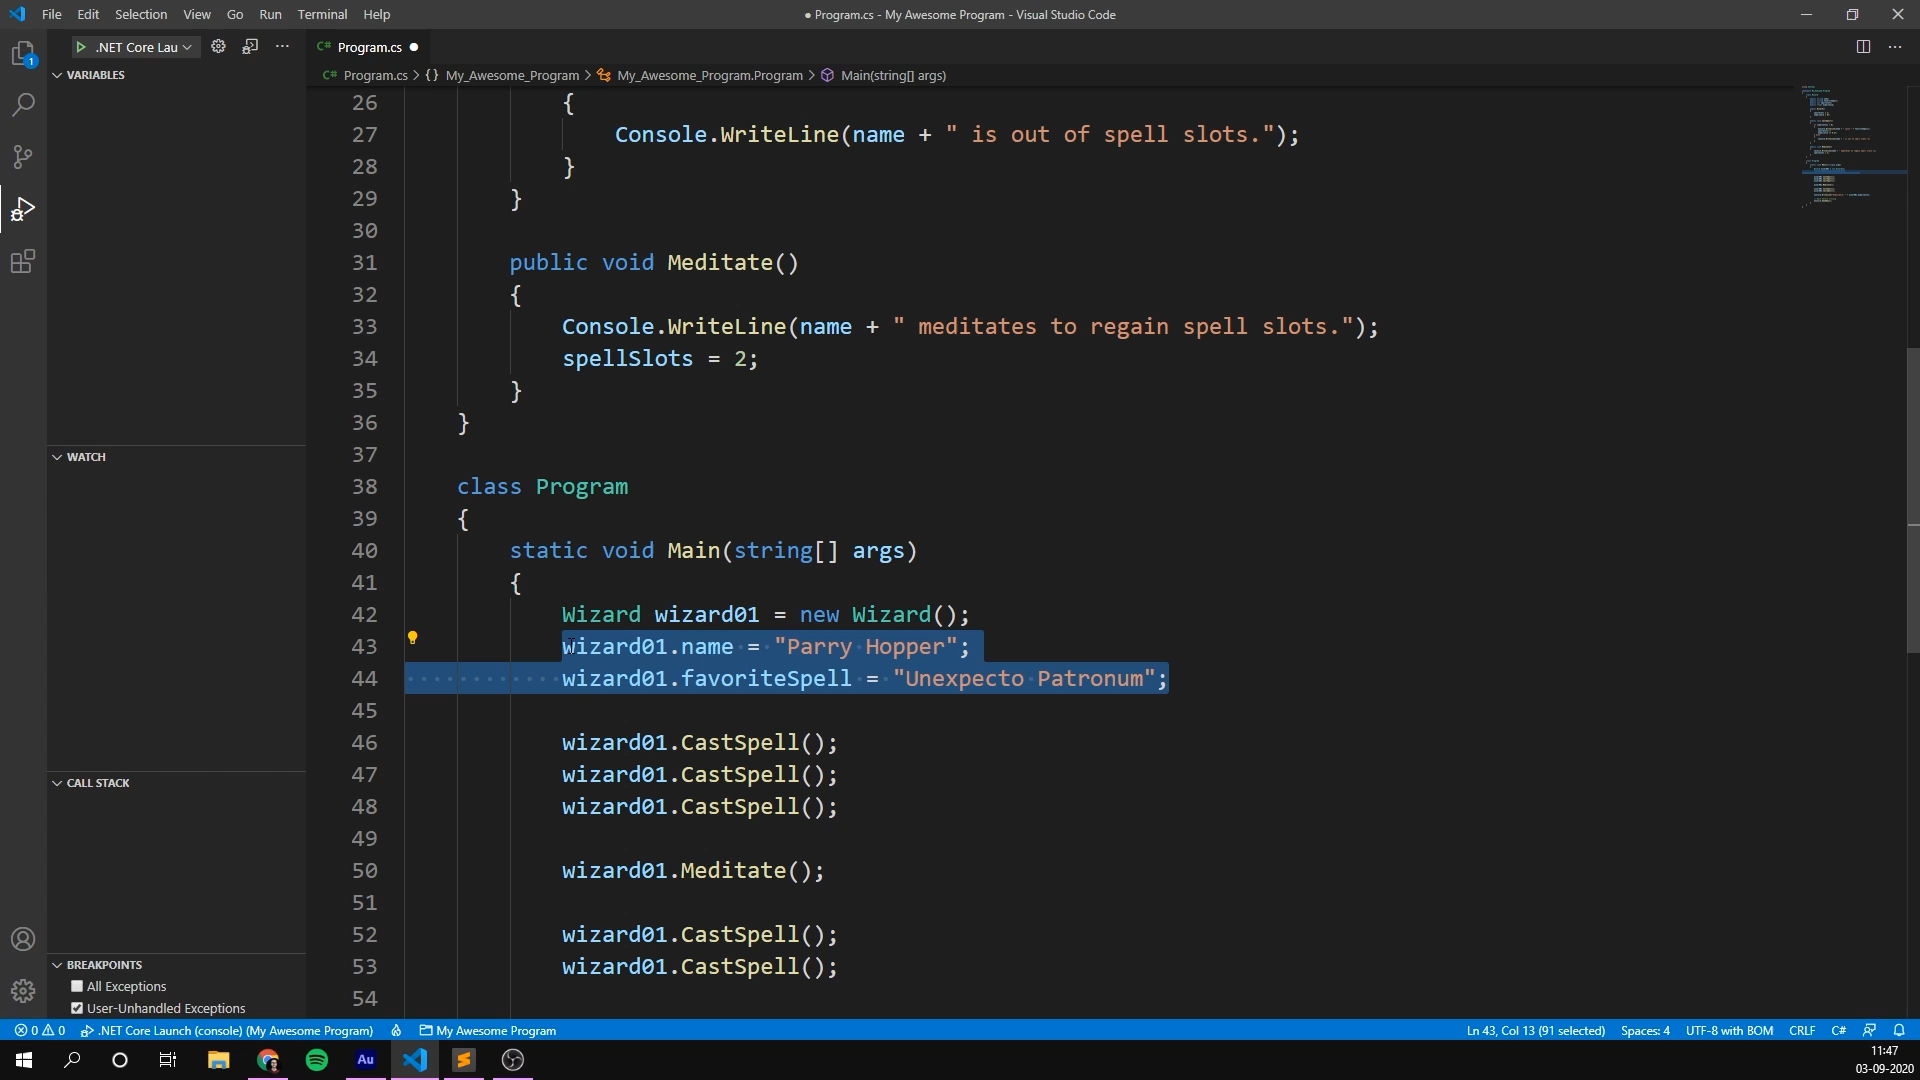 File Edit Selection View Go Run Terminal Help
● Program.cs - My Awesome Program - Visual Studio Code
.NET Core Lau
C# Program.cs ●
VARIABLES
C# Program.cs > {} My_Awesome_Program > My_Awesome_Program.Program > Main(string[] args)
26 {
27 Console.WriteLine(name + " is out of spell slots.");
28 }
29 }
30
31 public void Meditate()
32 {
33 Console.WriteLine(name + " meditates to regain spell slots.");
34 spellSlots = 2;
35 }
36 }
37
38 class Program
39 {
40 static void Main(string[] args)
41 {
42 Wizard wizard01 = new Wizard();
43 wizard01.name = "Parry Hopper";
44 wizard01.favoriteSpell = "Unexpecto Patronum";
45
46 wizard01.CastSpell();
47 wizard01.CastSpell();
48 wizard01.CastSpell();
49
50 wizard01.Meditate();
51
52 wizard01.CastSpell();
53 wizard01.CastSpell();
54
1
WATCH
CALL STACK
BREAKPOINTS
All Exceptions
User-Unhandled Exceptions
0 0 .NET Core Launch (console) (My Awesome Program) My Awesome Program
Ln 43, Col 13 (91 selected) Spaces: 4 UTF-8 with BOM CRLF C#
Au
11:47
03-09-2020